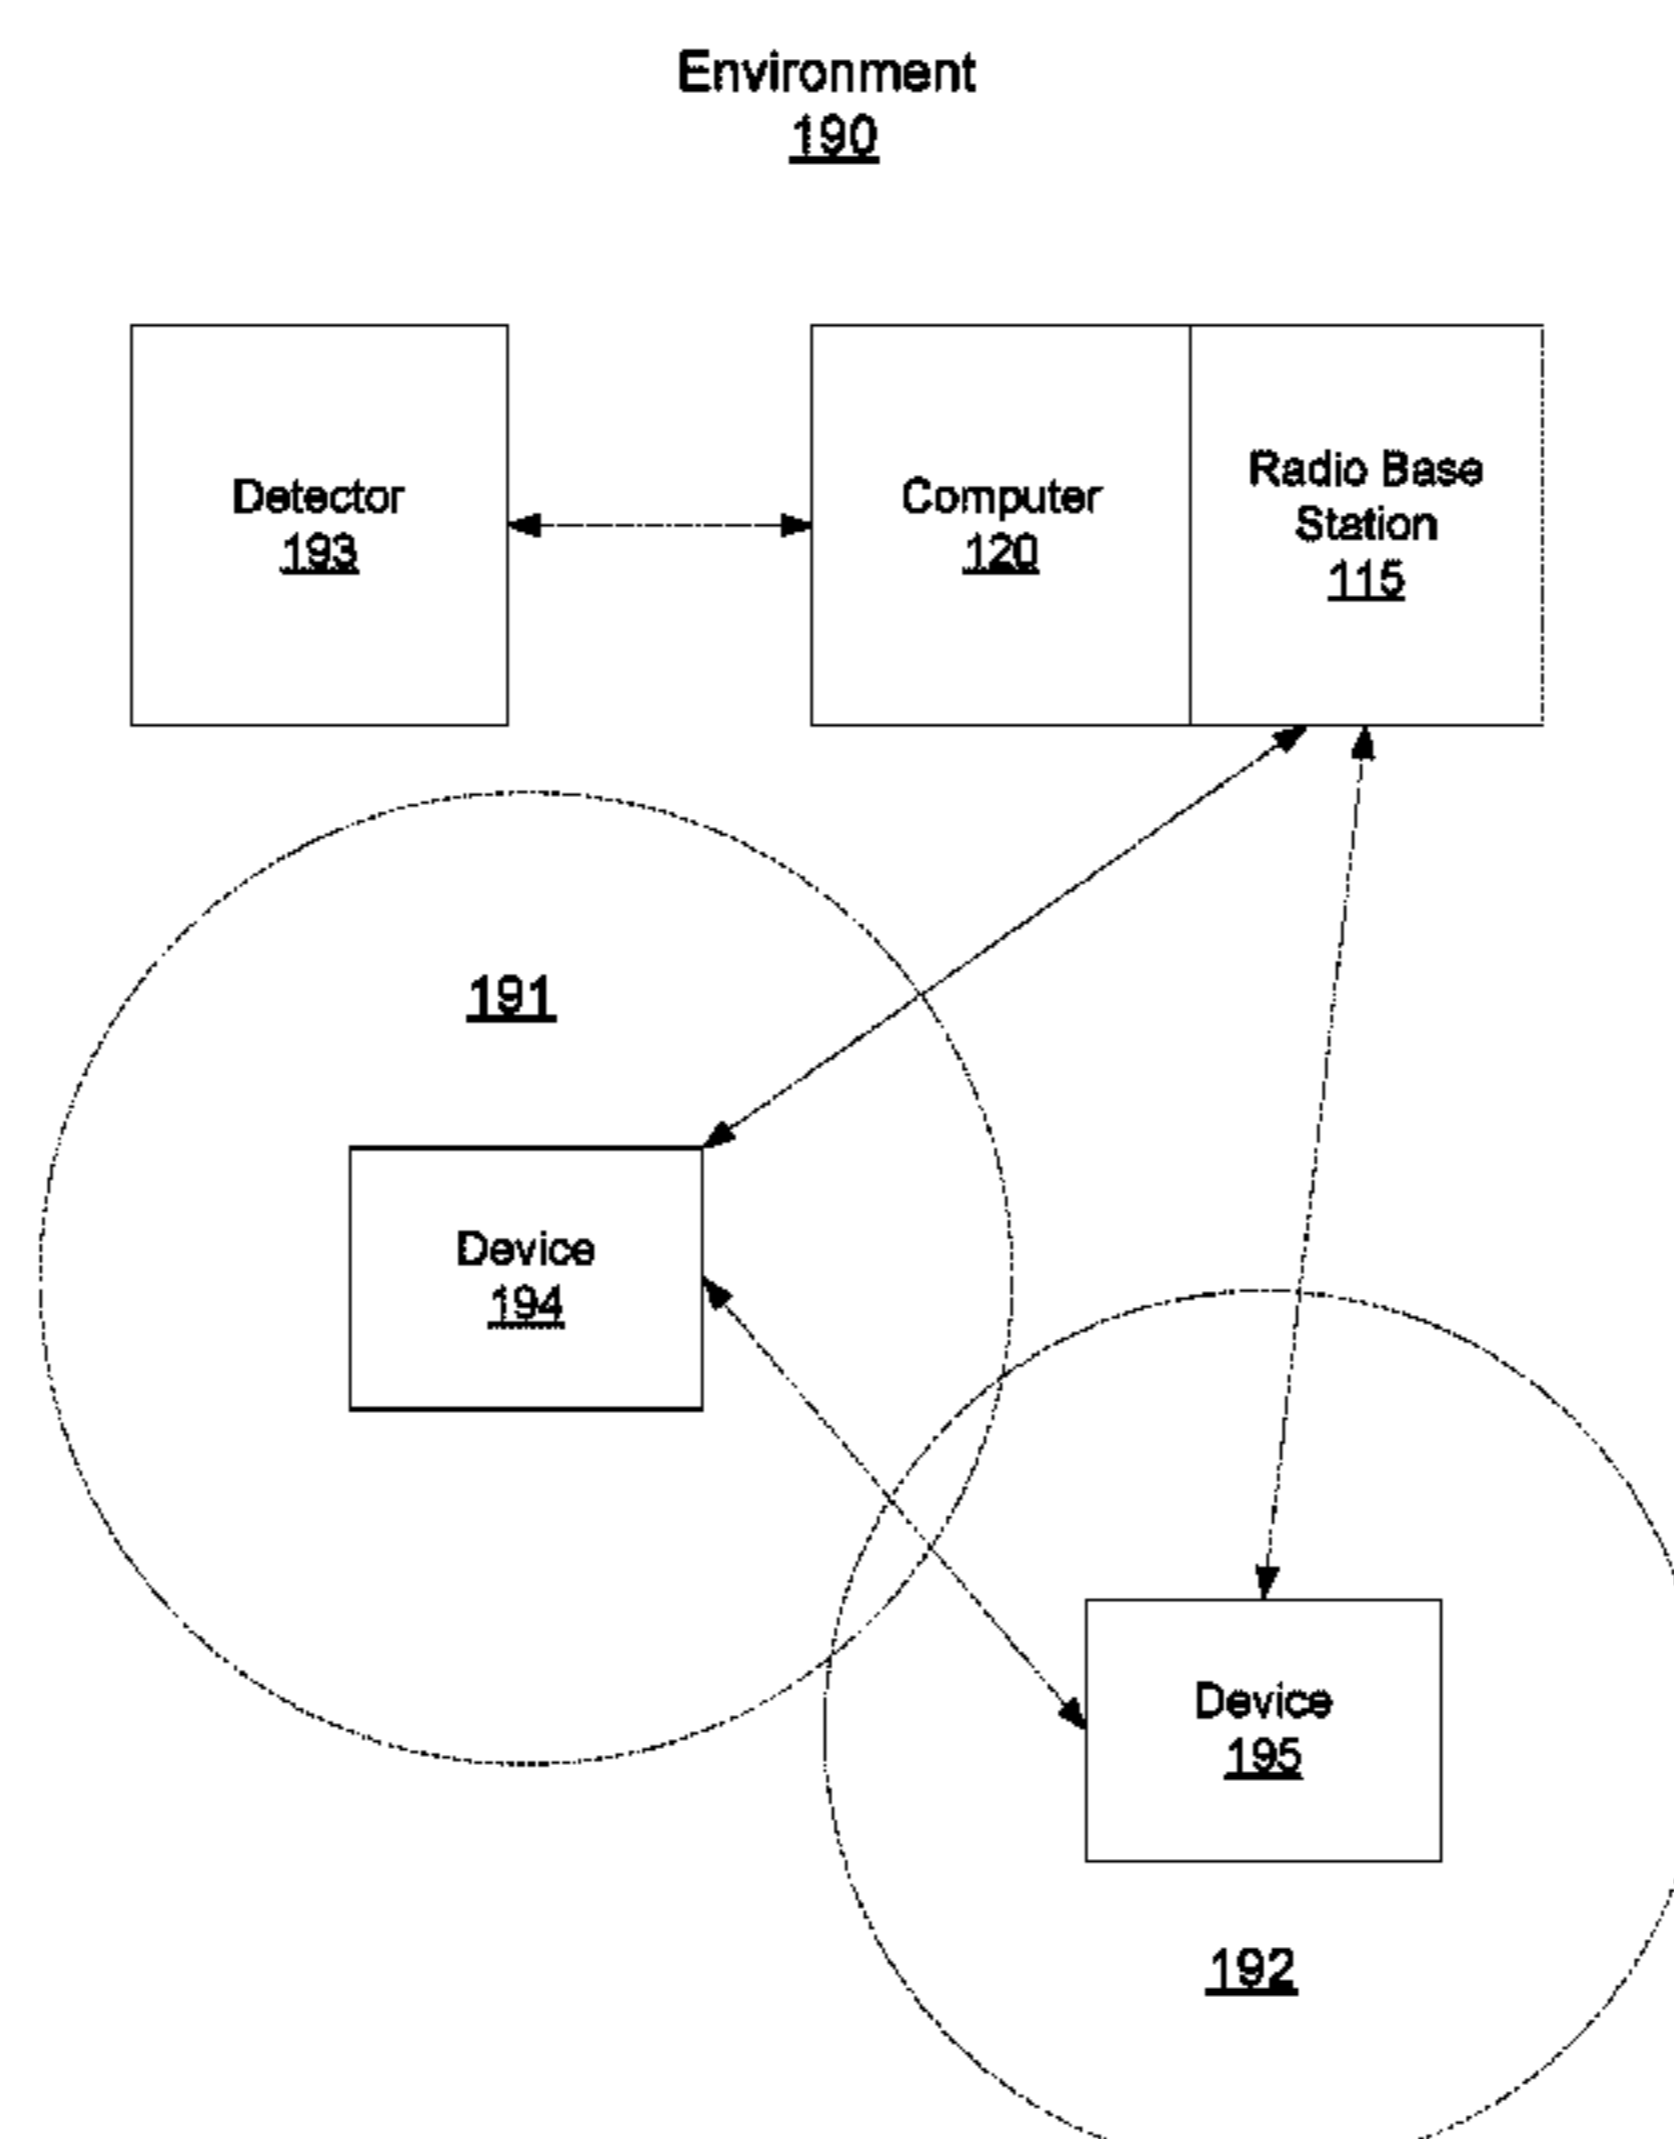 Environment
190
Detector
193
Computer
120
Radio Base
Station
115
191
Device
194
Device
195
192